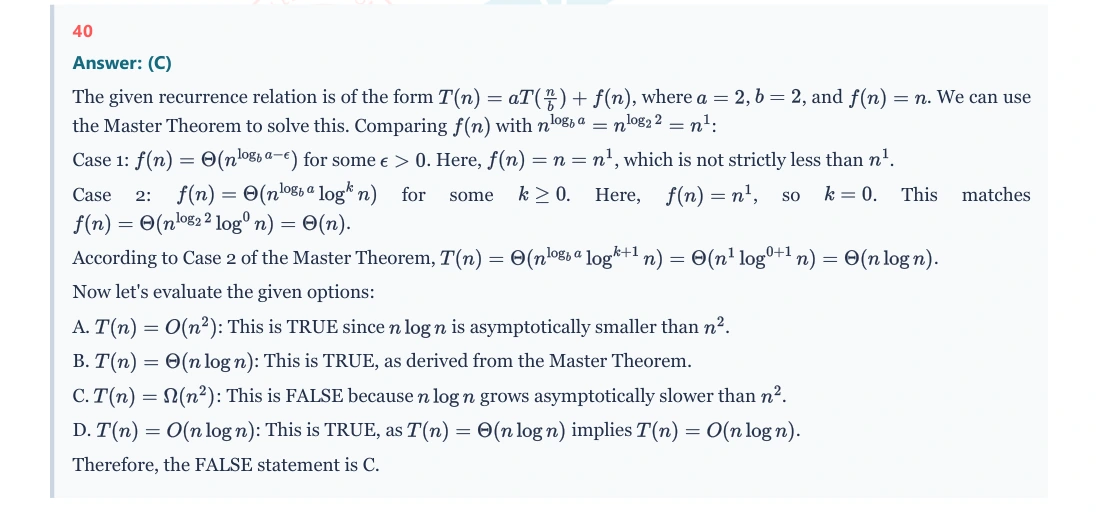 40
Answer: (C)
The given recurrence relation is of the form T(n) = aT(n/b) + f(n), where a = 2, b = 2, and f(n) = n. We can use
the Master Theorem to solve this. Comparing f(n) with n^{log_b a} = n^{log_2 2} = n^1:
Case 1: f(n) = Θ(n^{log_b a−ϵ}) for some ϵ > 0. Here, f(n) = n = n^1, which is not strictly less than n^1.
Case 2: f(n) = Θ(n^{log_b a} log^k n) for some k ≥ 0. Here, f(n) = n^1, so k = 0. This matches
f(n) = Θ(n^{log_2 2} log^0 n) = Θ(n).
According to Case 2 of the Master Theorem, T(n) = Θ(n^{log_b a} log^{k+1} n) = Θ(n^1 log^{0+1} n) = Θ(n log n).
Now let's evaluate the given options:
A. T(n) = O(n^2): This is TRUE since n log n is asymptotically smaller than n^2.
B. T(n) = Θ(n log n): This is TRUE, as derived from the Master Theorem.
C. T(n) = Ω(n^2): This is FALSE because n log n grows asymptotically slower than n^2.
D. T(n) = O(n log n): This is TRUE, as T(n) = Θ(n log n) implies T(n) = O(n log n).
Therefore, the FALSE statement is C.